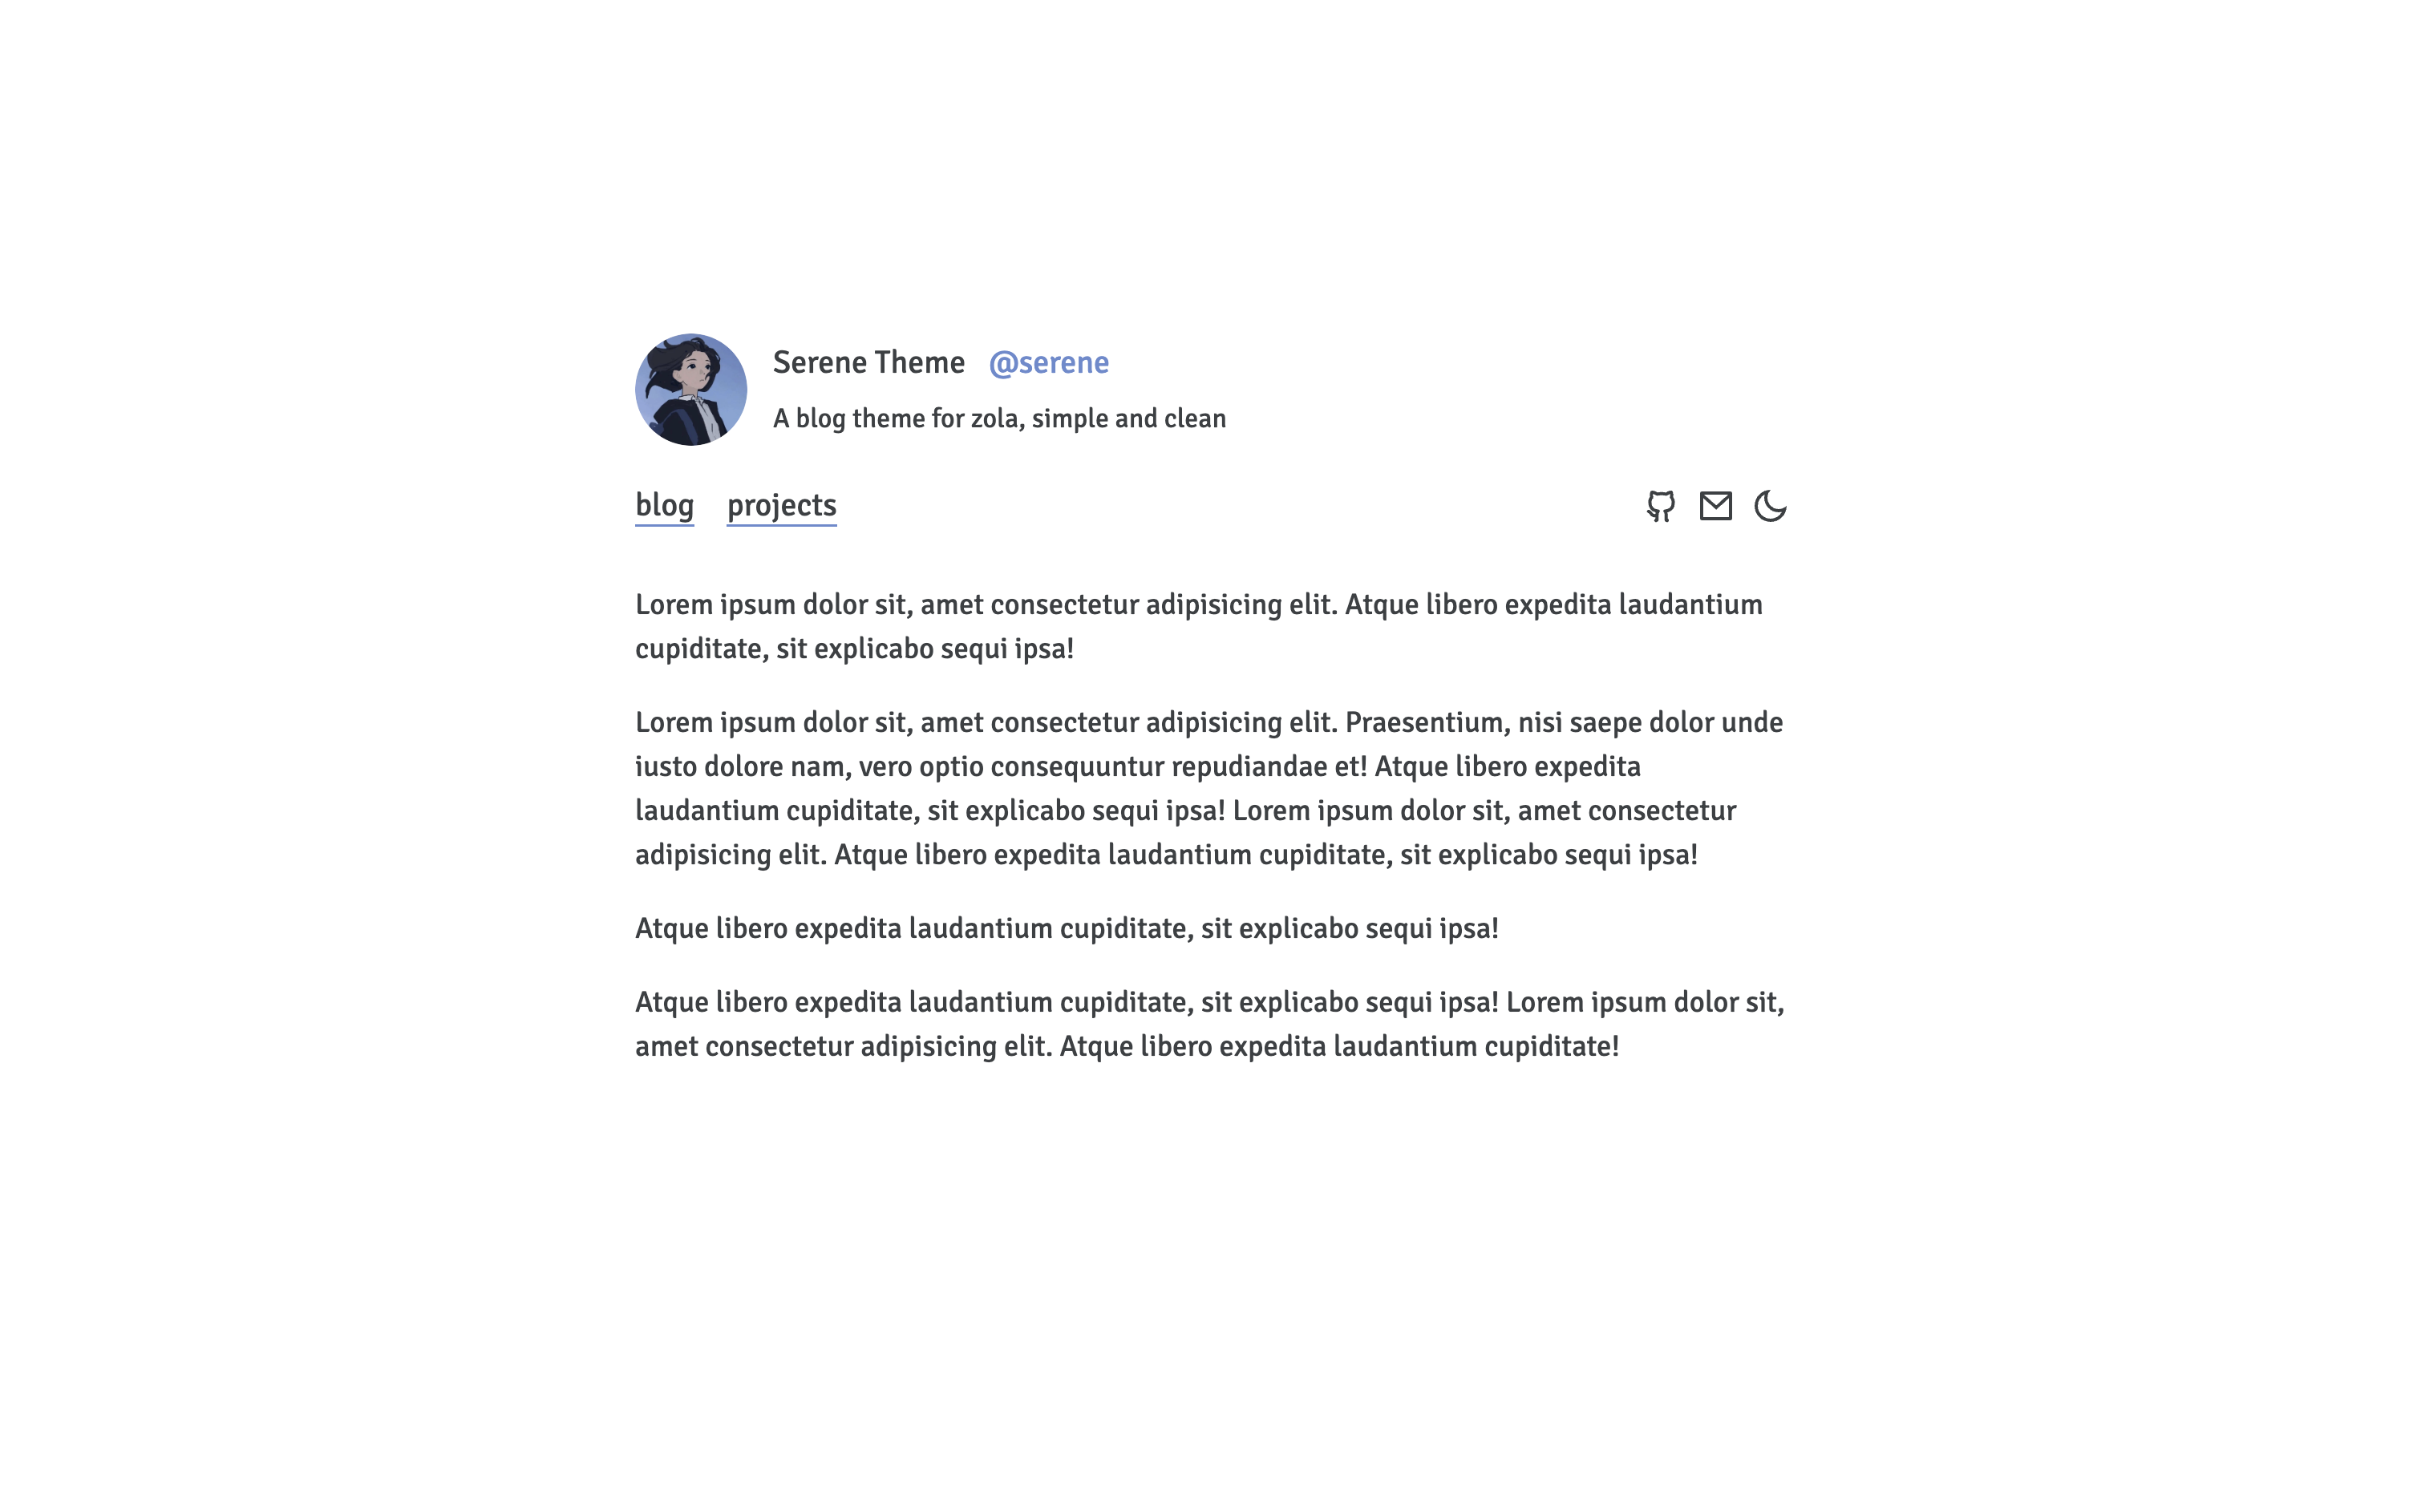 Serene Theme @serene
A blog theme for zola, simple and clean
blog projects
Lorem ipsum dolor sit, amet consectetur adipisicing elit. Atque libero expedita laudantium
cupiditate, sit explicabo sequi ipsa!
Lorem ipsum dolor sit, amet consectetur adipisicing elit. Praesentium, nisi saepe dolor unde
iusto dolore nam, vero optio consequuntur repudiandae et! Atque libero expedita
laudantium cupiditate, sit explicabo sequi ipsa! Lorem ipsum dolor sit, amet consectetur
adipisicing elit. Atque libero expedita laudantium cupiditate, sit explicabo sequi ipsa!
Atque libero expedita laudantium cupiditate, sit explicabo sequi ipsa!
Atque libero expedita laudantium cupiditate, sit explicabo sequi ipsa! Lorem ipsum dolor sit,
amet consectetur adipisicing elit. Atque libero expedita laudantium cupiditate!